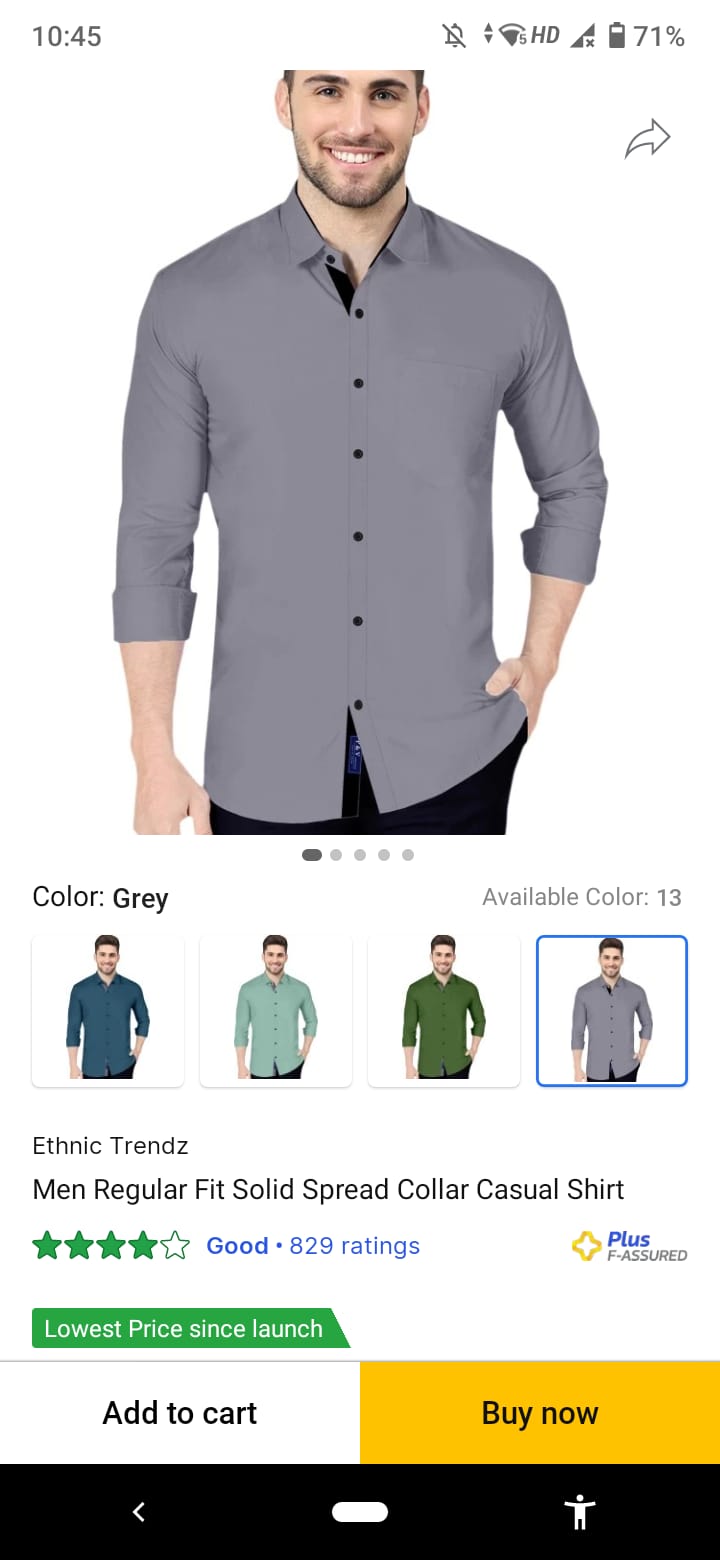 10:45
5 HD 71%
Color: Grey
Available Color: 13
Ethnic Trendz
Men Regular Fit Solid Spread Collar Casual Shirt
Good • 829 ratings
Plus
F-ASSURED
Lowest Price since launch
Add to cart
Buy now